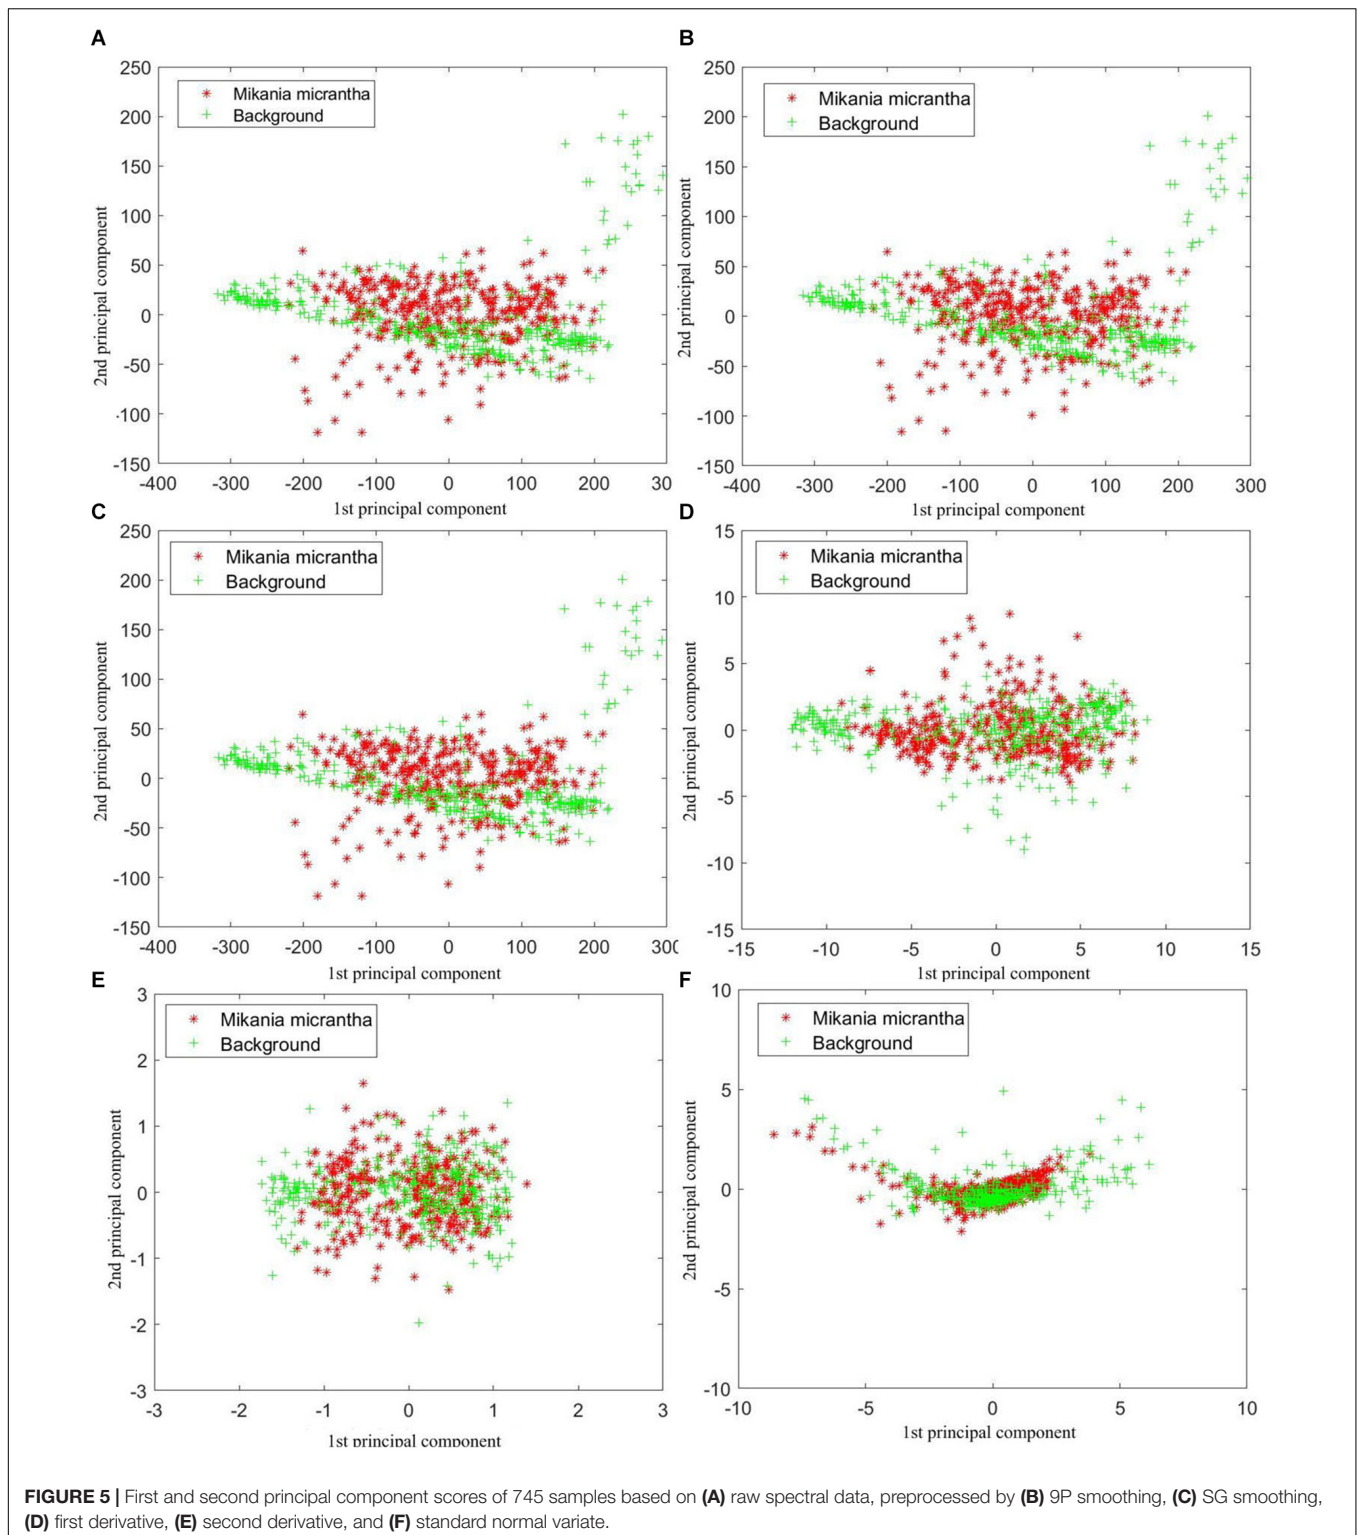 A
250
200
150
100
50
0
-50
-100
-150
-400
-300
-200
-100
0
100
200
30
2nd principal component
1st principal component
Mikania micrantha
Background
B
250
200
150
100
50
0
-50
-100
-150
-400
-300
-200
-100
0
100
200
300
2nd principal component
1st principal component
Mikania micrantha
Background
C
250
200
150
100
50
0
-50
-100
-150
-400
-300
-200
-100
0
100
200
300
2nd principal component
1st principal component
Mikania micrantha
Background
D
15
10
5
0
-5
-10
-15
-15
-10
-5
0
5
10
15
2nd principal component
1st principal component
Mikania micrantha
Background
E
3
2
1
0
-1
-2
-3
-3
-2
-1
0
1
2
3
2nd principal component
1st principal component
Mikania micrantha
Background
F
10
5
0
-5
-10
-10
-5
0
5
10
2nd principal component
1st principal component
Mikania micrantha
Background
FIGURE 5 | First and second principal component scores of 745 samples based on (A) raw spectral data, preprocessed by (B) 9P smoothing, (C) SG smoothing,
(D) first derivative, (E) second derivative, and (F) standard normal variate.